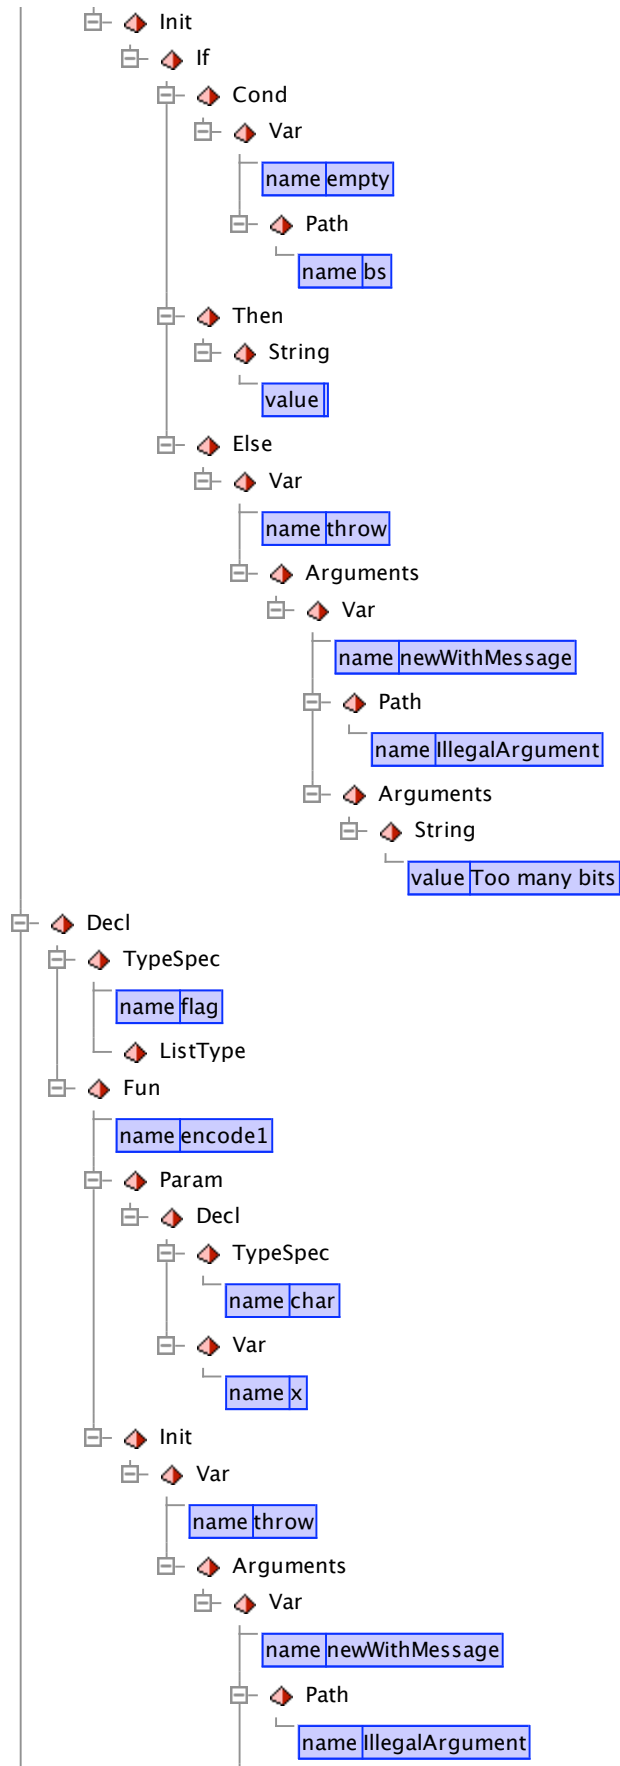 Init
If
Cond
Var
name empty
Path
name bs
Then
String
value
Else
Var
name throw
Arguments
Var
name newWithMessage
Path
name IllegalArgument
Arguments
String
value Too many bits
Decl
TypeSpec
name flag
ListType
Fun
name encode1
Param
Decl
TypeSpec
name char
Var
name x
Init
Var
name throw
Arguments
Var
name newWithMessage
Path
name IllegalArgument